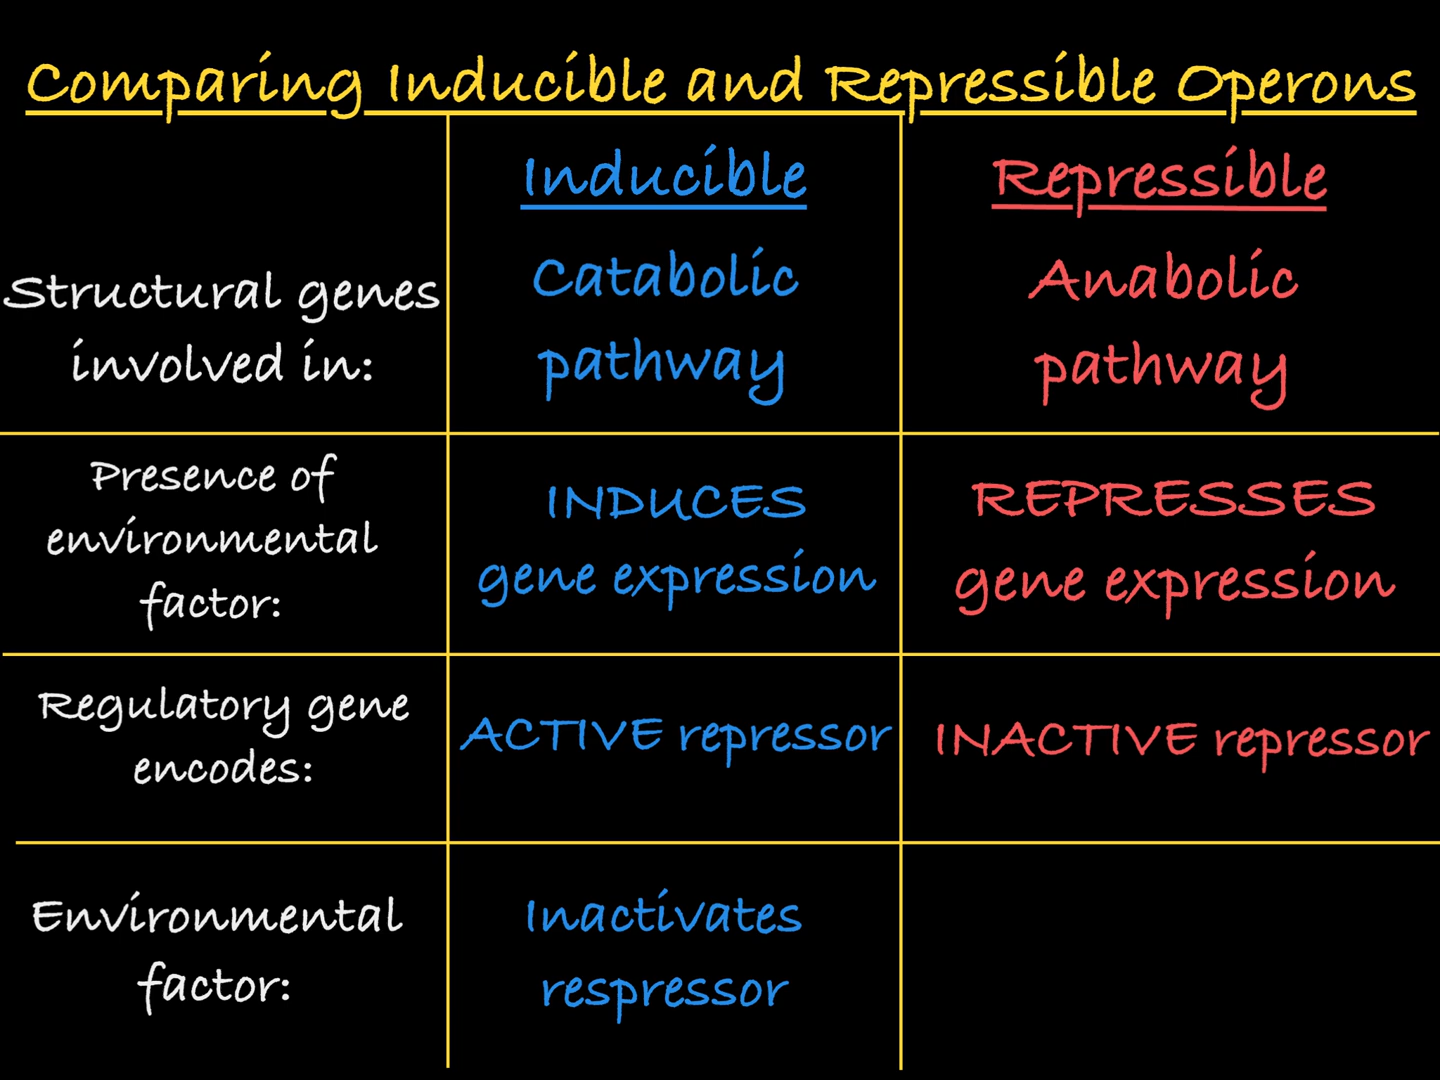 Comparing Inducible and Repressible Operons
Inducible
Repressible
Structural genes
involved in:
Catabolic
pathway
Anabolic
pathway
Presence of
environmental
factor:
INDUCES
gene expression
REPRESSES
gene expression
Regulatory gene
encodes:
ACTIVE repressor
INACTIVE repressor
Environmental
factor:
Inactivates
respressor